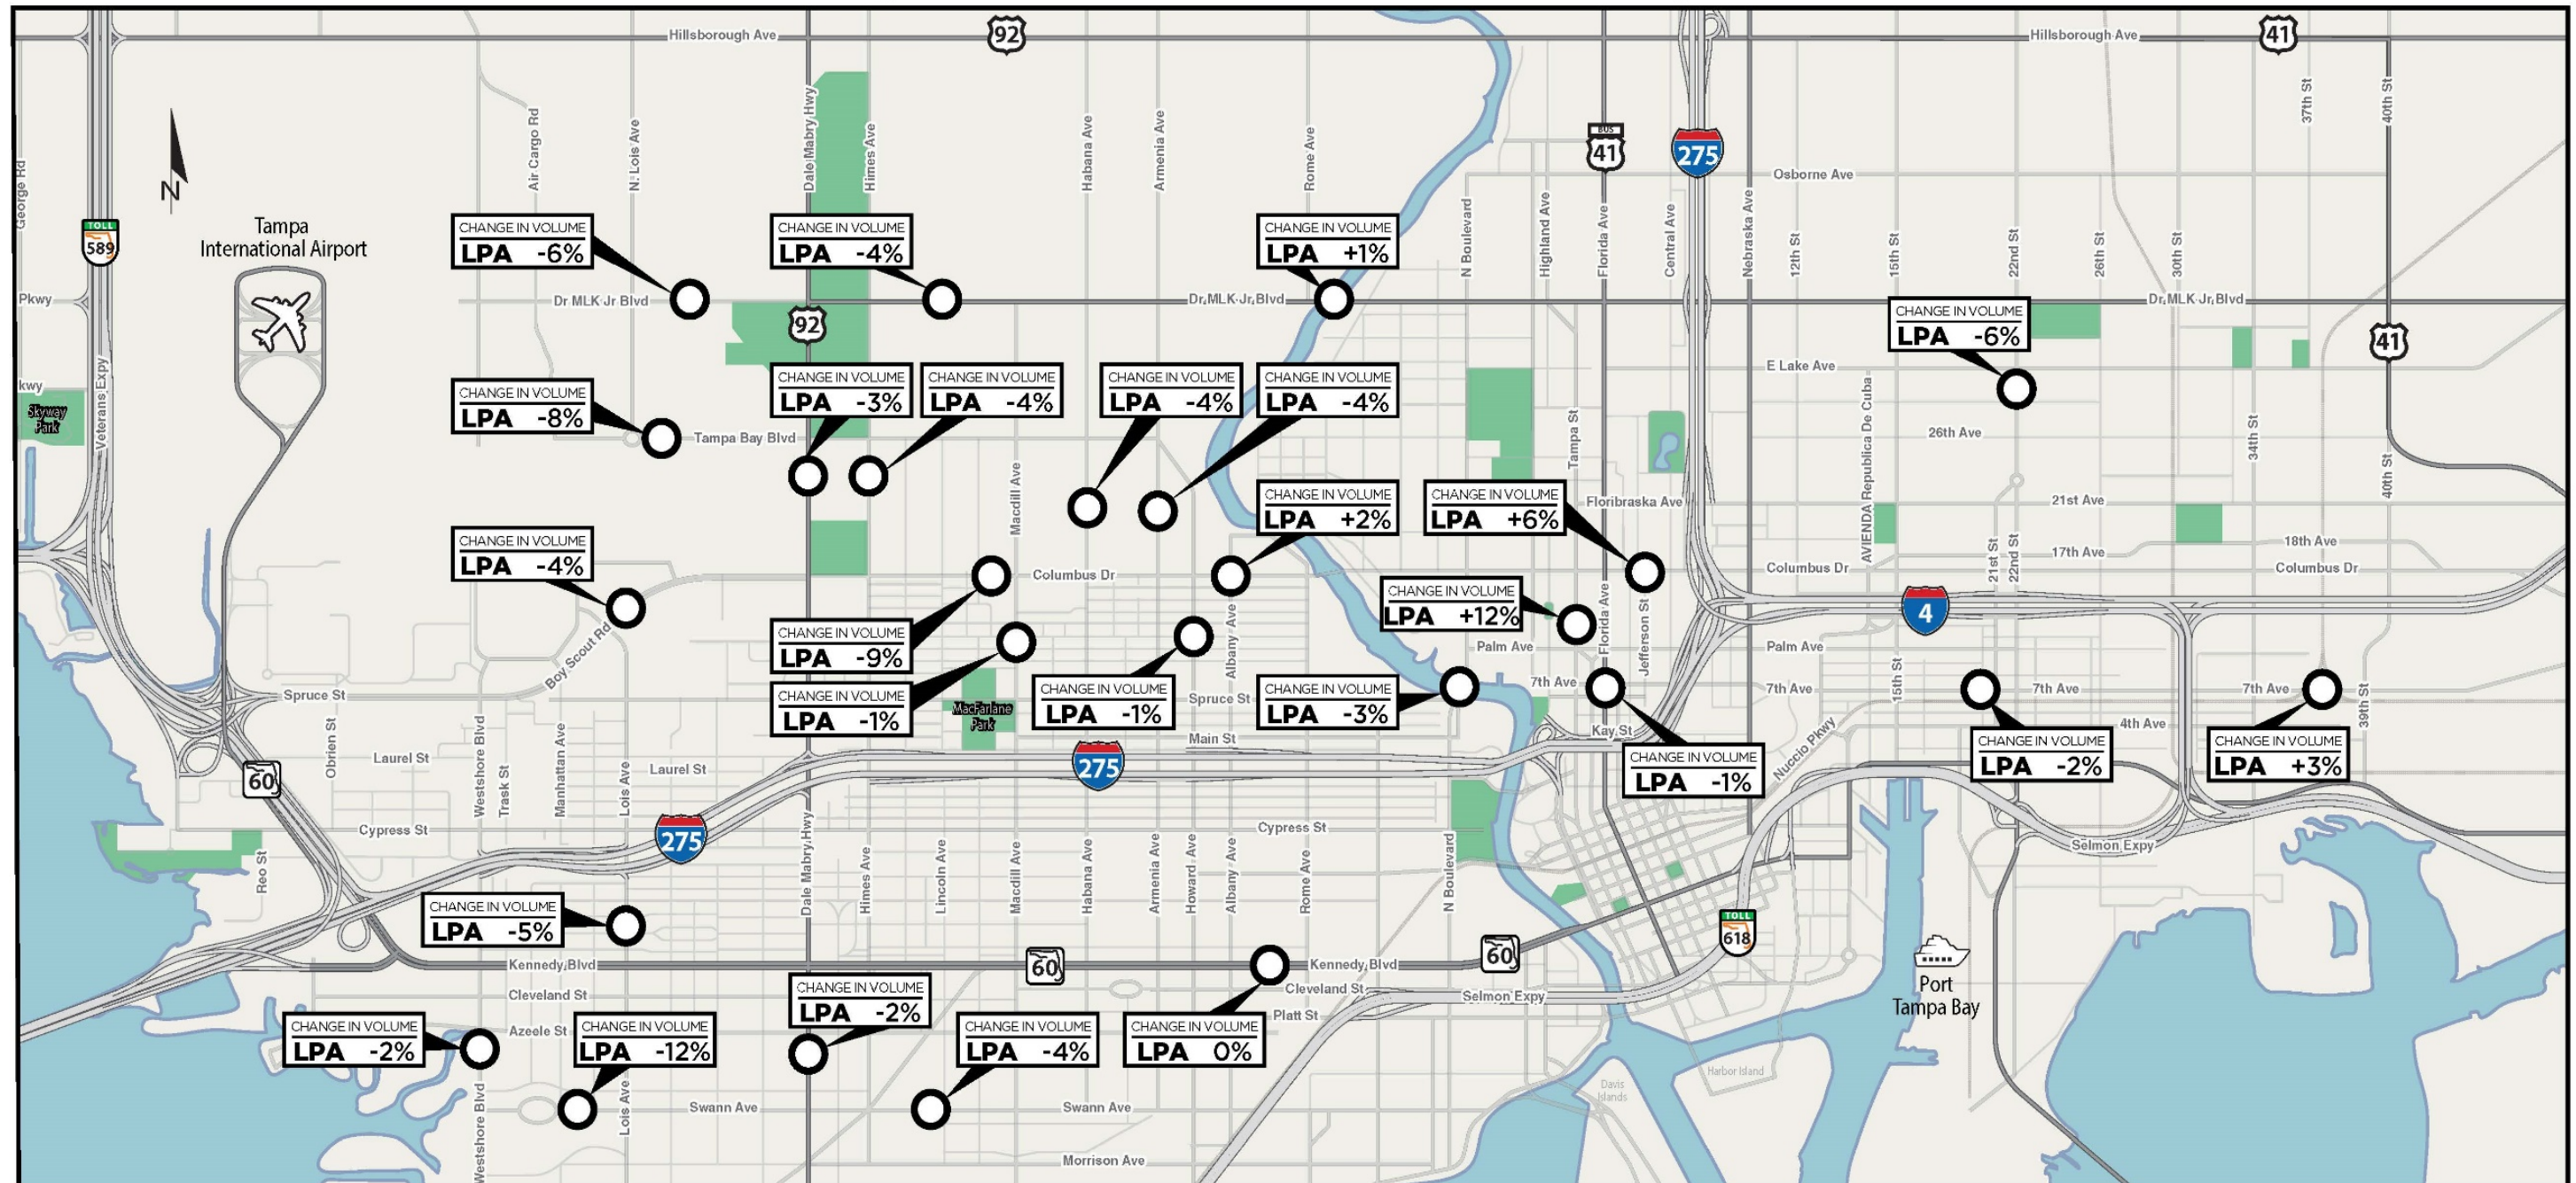 Hillsborough Ave
92
Hillsborough Ave
41
George Rd
Air Cargo Rd
N. Lois Ave
Dale Mabry Hwy
Himes Ave
Habana Ave
Armenia Ave
Rome Ave
BUS
41
275
37th St
40th St
N
TOLL
589
Tampa
International Airport
Osborne Ave
N Boulevard
Highland Ave
Florida Ave
Central Ave
Nebraska Ave
12th St
15th St
22nd St
26th St
30th St
CHANGE IN VOLUME
LPA -6%
CHANGE IN VOLUME
LPA -4%
CHANGE IN VOLUME
LPA +1%
Pkwy
Dr MLK Jr Blvd
Dr. MLK Jr. Blvd
Dr. MLK Jr. Blvd
92
CHANGE IN VOLUME
LPA -6%
41
kwy
Skyway
Park
Veterans Expy
CHANGE IN VOLUME
LPA -8%
CHANGE IN VOLUME
LPA -3%
CHANGE IN VOLUME
LPA -4%
CHANGE IN VOLUME
LPA -4%
CHANGE IN VOLUME
LPA -4%
E Lake Ave
Tampa Bay Blvd
Tampa St
AVIENDA Republica De Cuba
26th Ave
34th St
40th St
Macdill Ave
CHANGE IN VOLUME
LPA +2%
CHANGE IN VOLUME
LPA +6%
Floribraska Ave
21st Ave
CHANGE IN VOLUME
LPA -4%
Columbus Dr
Columbus Dr
21st St
22nd St
17th Ave
18th Ave
Columbus Dr
CHANGE IN VOLUME
LPA +12%
4
Boy Scout Rd
CHANGE IN VOLUME
LPA -9%
Albany Ave
Florida Ave
Jefferson St
Palm Ave
Palm Ave
Spruce St
CHANGE IN VOLUME
LPA -1%
MacFarlane
Park
CHANGE IN VOLUME
LPA -1%
Spruce St
CHANGE IN VOLUME
LPA -3%
7th Ave
7th Ave
15th St
7th Ave
7th Ave
39th St
Main St
Kay St
4th Ave
Nuccio Pkwy
Obrien St
Westshore Blvd
Trask St
Manhattan Ave
Lois Ave
Laurel St
Laurel St
60
275
CHANGE IN VOLUME
LPA -1%
CHANGE IN VOLUME
LPA -2%
CHANGE IN VOLUME
LPA +3%
Cypress St
275
Cypress St
Selmon Expy
Reo St
Dale Mabry Hwy
Himes Ave
Lincoln Ave
Macdill Ave
Habana Ave
Armenia Ave
Howard Ave
Albany Ave
Rome Ave
N Boulevard
CHANGE IN VOLUME
LPA -5%
TOLL
618
Kennedy Blvd
60
Kennedy Blvd
60
Cleveland St
CHANGE IN VOLUME
LPA -2%
Cleveland St
Selmon Expy
Port
Tampa Bay
Platt St
CHANGE IN VOLUME
LPA -2%
Azeele St
CHANGE IN VOLUME
LPA -12%
CHANGE IN VOLUME
LPA -4%
CHANGE IN VOLUME
LPA 0%
Harbor Island
Davis
Islands
Westshore Blvd
Lois Ave
Swann Ave
Swann Ave
Morrison Ave